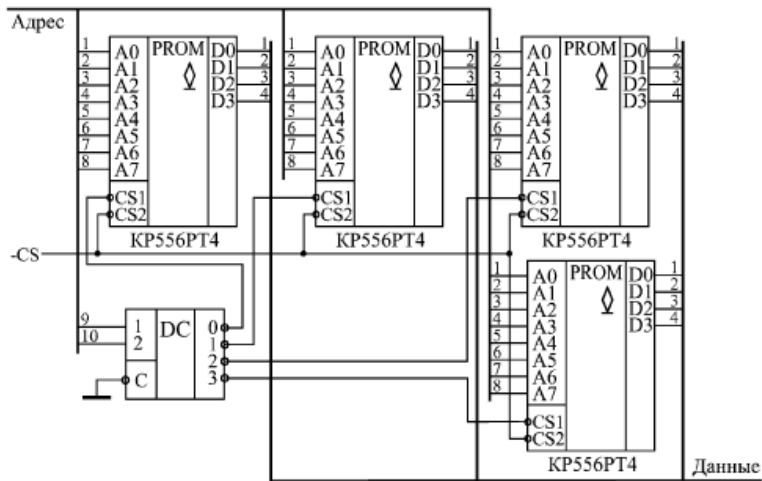 Адрес
1 A0 PROM D0 1
2 A1 D1 2
3 A2 D2 3
4 A3 D3 4
5 A4
6 A5
7 A6
8 A7
CS1
CS2
КР556РТ4
1 A0 PROM D0 1
2 A1 D1 2
3 A2 D2 3
4 A3 D3 4
5 A4
6 A5
7 A6
8 A7
CS1
CS2
КР556РТ4
1 A0 PROM D0 1
2 A1 D1 2
3 A2 D2 3
4 A3 D3 4
5 A4
6 A5
7 A6
8 A7
CS1
CS2
КР556РТ4
-CS
9 1 DC 0
10 2 1
2
C 3
1 A0 PROM D0 1
2 A1 D1 2
3 A2 D2 3
4 A3 D3 4
5 A4
6 A5
7 A6
8 A7
CS1
CS2
КР556РТ4
Данные